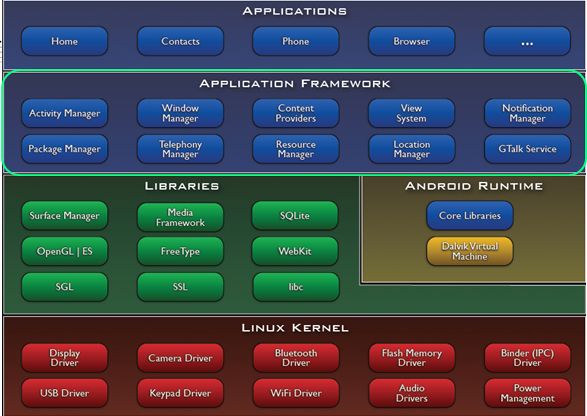 APPLICATIONS
Home
Contacts
Phone
Browser
...
APPLICATION FRAMEWORK
Activity Manager
Window
Manager
Content
Providers
View
System
Notification
Manager
Package Manager
Telephony
Manager
Resource
Manager
Location
Manager
GTalk Service
LIBRARIES
Surface Manager
Media
Framework
SQLite
OpenGL | ES
FreeType
WebKit
SGL
SSL
libc
ANDROID RUNTIME
Core Libraries
Dalvik Virtual
Machine
LINUX KERNEL
Display
Driver
Camera Driver
Bluetooth
Driver
Flash Memory
Driver
Binder (IPC)
Driver
USB Driver
Keypad Driver
WiFi Driver
Audio
Drivers
Power
Management